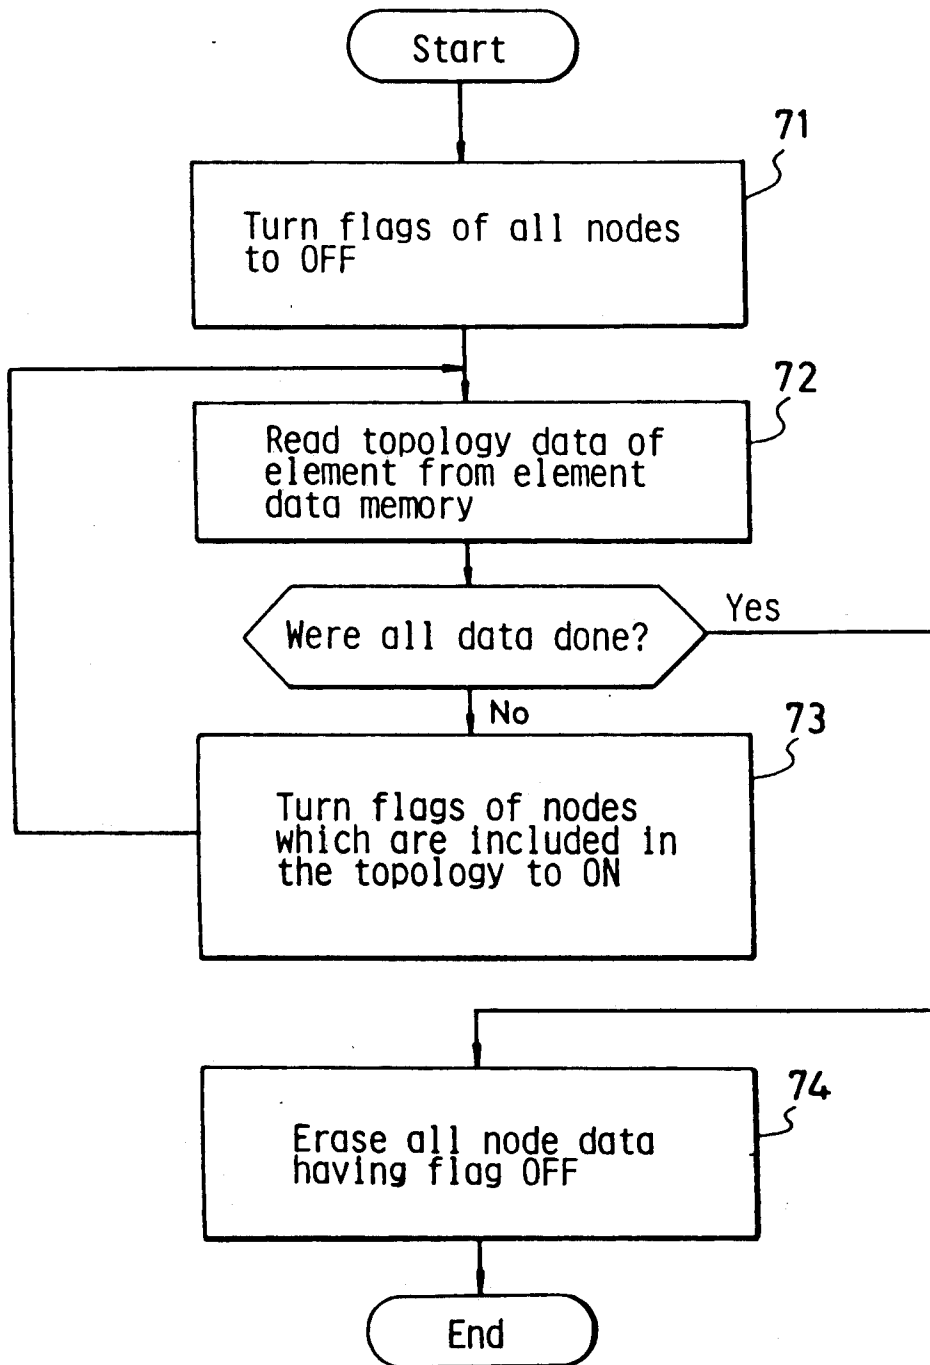 Start
71
Turn flags of all nodes
to OFF
72
Read topology data of
element from element
data memory
Were all data done?
Yes
No
73
Turn flags of nodes
which are included in
the topology to ON
74
Erase all node data
having flag OFF
End